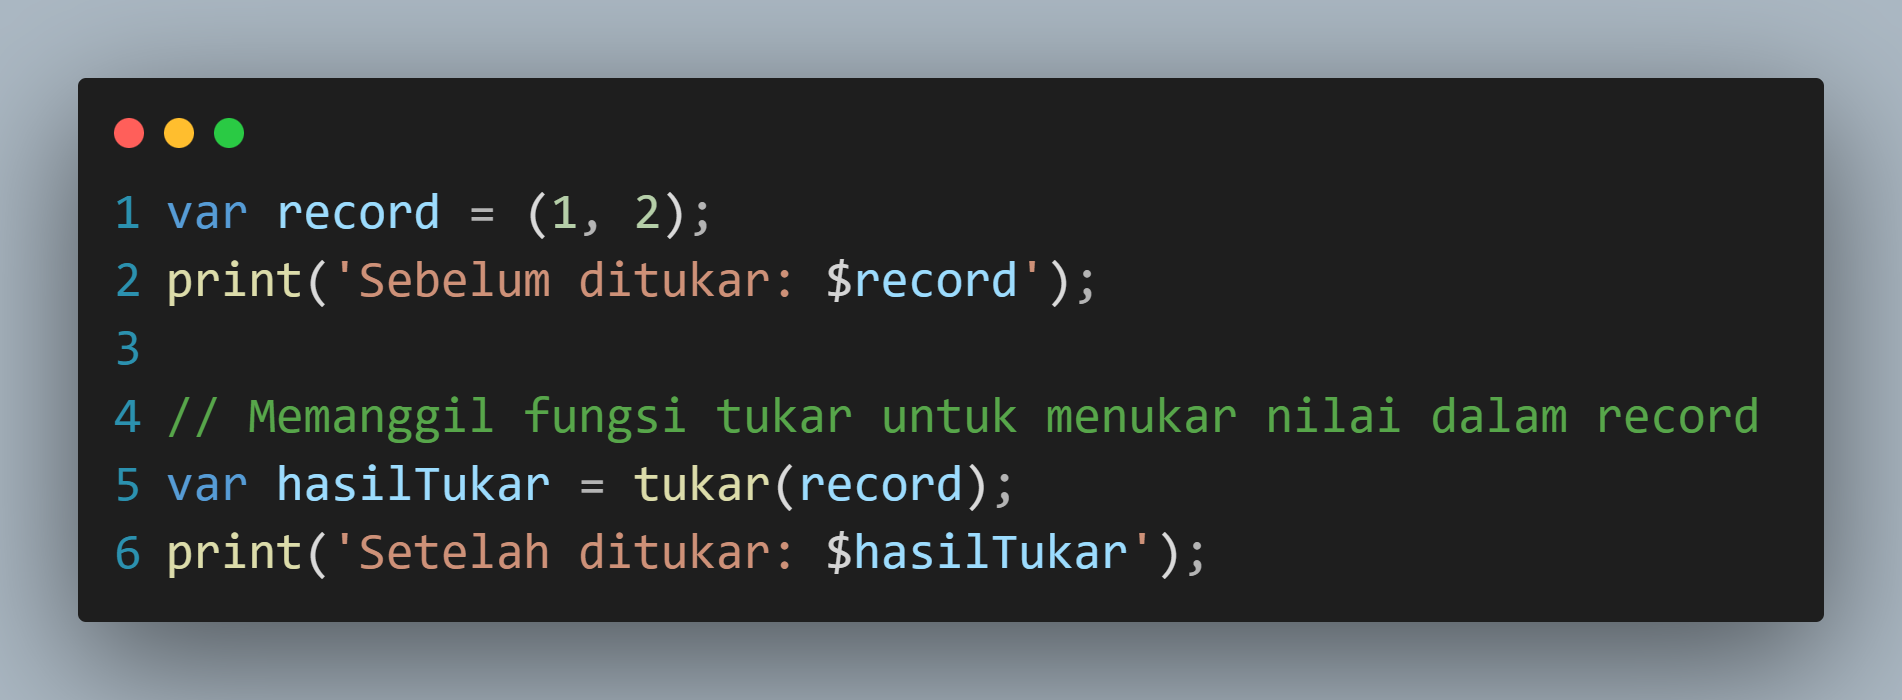 1 var record = (1, 2);
2 print('Sebelum ditukar: $record');
3
4 // Memanggil fungsi tukar untuk menukar nilai dalam record
5 var hasilTukar = tukar(record);
6 print('Setelah ditukar: $hasilTukar');